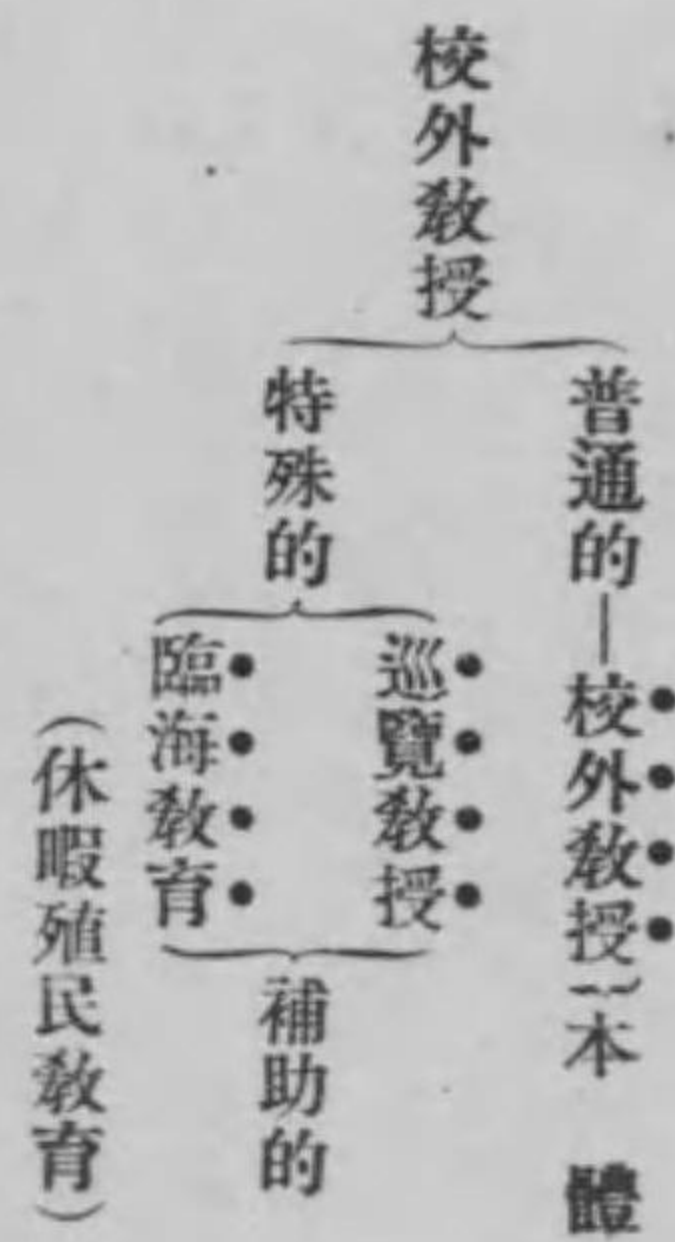 校外教授
普通的―校外教授｝本　體
特殊的
巡覽教授
臨海教育
補助的
（休暇殖民教育）